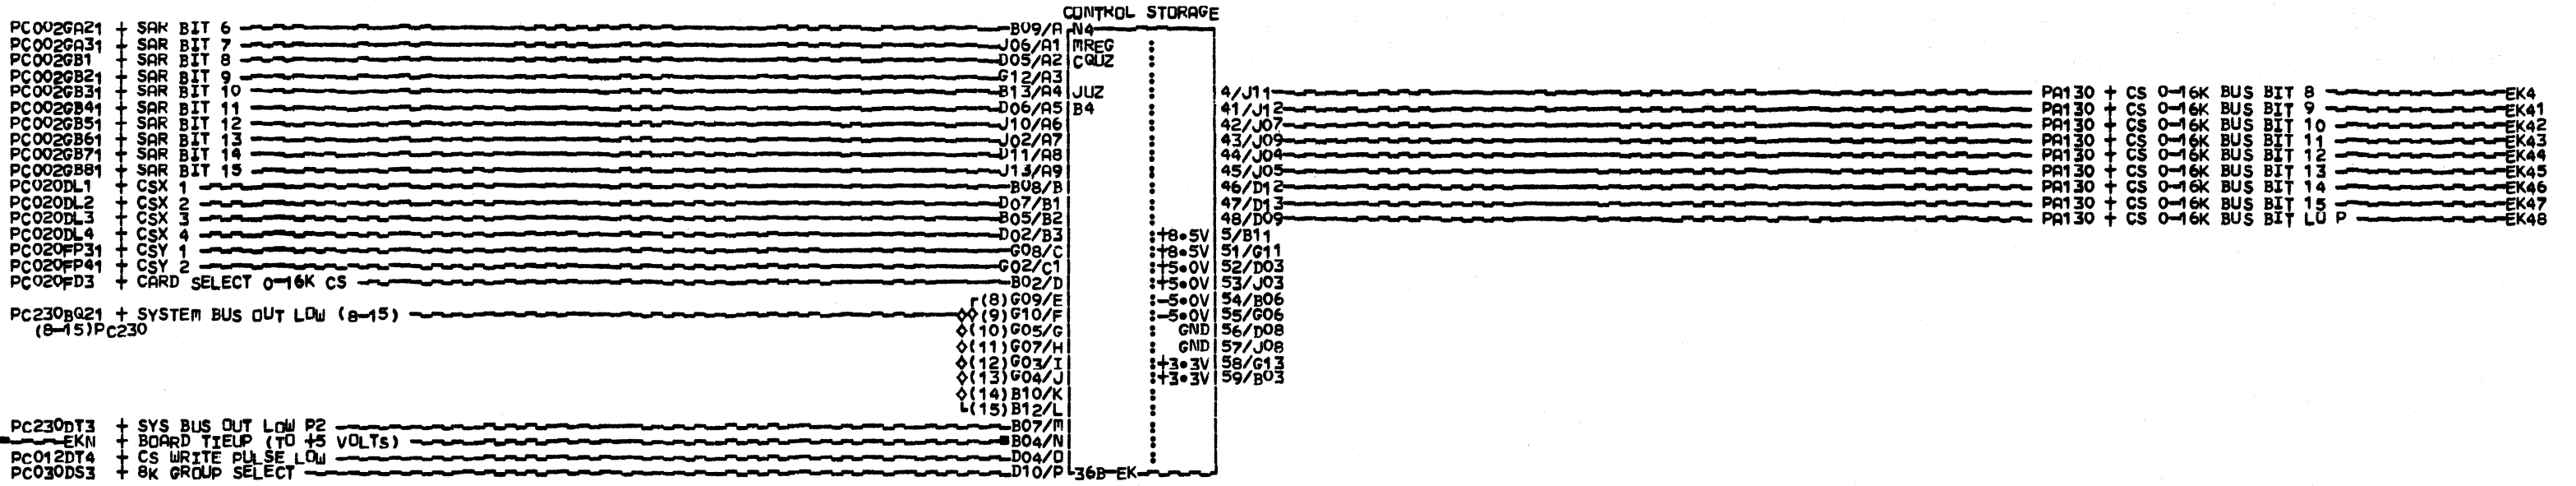 CONTROL STORAGE
PC002GA21 + SAR BIT 6 B09/A N4
PC002GA31 + SAR BIT 7 J06/A1 MREG
PC002GB1 + SAR BIT 8 D05/A2 CQUZ
PC002GB21 + SAR BIT 9 G12/A3
PC002GB31 + SAR BIT 10 B13/A4 JUZ 4/J11 PA130 + CS 0-16K BUS BIT 8 EK4
PC002GB41 + SAR BIT 11 D06/A5 B4 41/J12 PA130 + CS 0-16K BUS BIT 9 EK41
PC002GB51 + SAR BIT 12 J10/A6 42/J07 PA130 + CS 0-16K BUS BIT 10 EK42
PC002GB61 + SAR BIT 13 J02/A7 43/J09 PA130 + CS 0-16K BUS BIT 11 EK43
PC002GB71 + SAR BIT 14 D11/A8 44/J04 PA130 + CS 0-16K BUS BIT 12 EK44
PC002GB81 + SAR BIT 15 J13/A9 45/J05 PA130 + CS 0-16K BUS BIT 13 EK45
PC020DL1 + CSX 1 B08/B 46/D12 PA130 + CS 0-16K BUS BIT 14 EK46
PC020DL2 + CSX 2 D07/B1 47/D13 PA130 + CS 0-16K BUS BIT 15 EK47
PC020DL3 + CSX 3 B05/B2 48/D09 PA130 + CS 0-16K BUS BIT LO P EK48
PC020DL4 + CSX 4 D02/B3 +8.5V 5/B11
PC020FP31 + CSY 1 G08/C +8.5V 51/G11
PC020FP41 + CSY 2 G02/C1 +5.0V 52/D03
PC020FD3 + CARD SELECT 0-16K CS B02/D +5.0V 53/J03
(8) G09/E -5.0V 54/B06
PC230BQ21 + SYSTEM BUS OUT LOW (8-15) (9) G10/F -5.0V 55/G06
(8-15)PC230 (10) G05/G GND 56/D08
(11) G07/H GND 57/J08
(12) G03/I +3.3V 58/G13
(13) G04/J +3.3V 59/B03
(14) B10/K
(15) B12/L
PC230DT3 + SYS BUS OUT LOW P2 B07/M
EKN + BOARD TIEUP (TO +5 VOLTS) B04/N
PC012DT4 + CS WRITE PULSE LOW D04/O
PC030DS3 + 8K GROUP SELECT D10/P 36B-EK